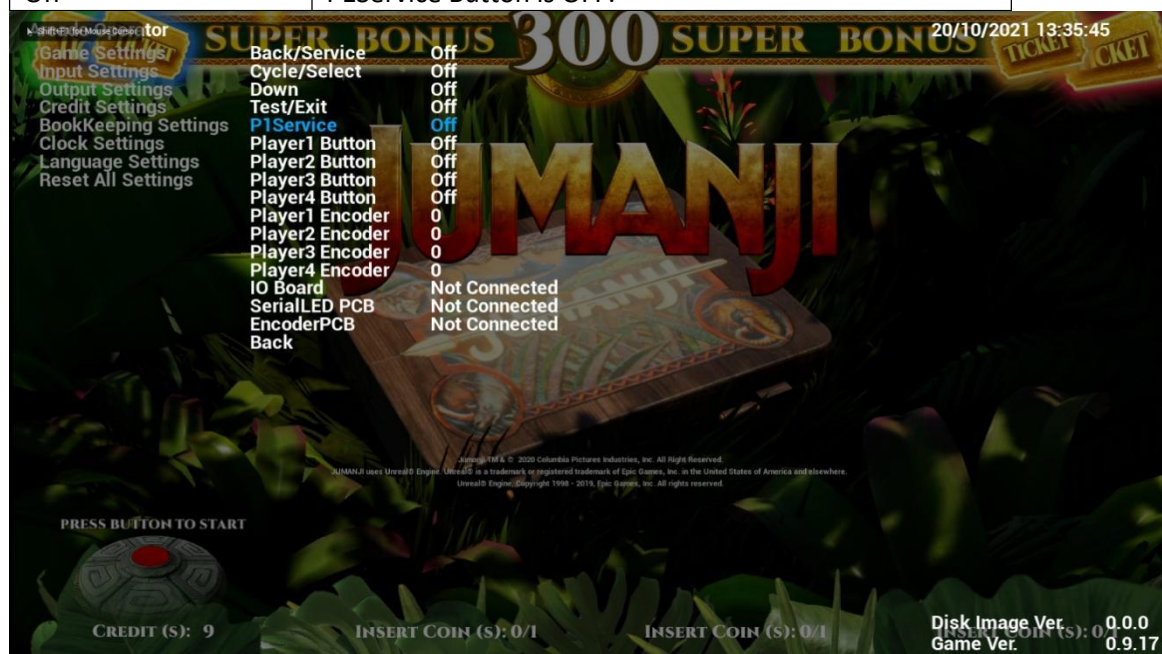 Off P1Service Button is OFF.
Shift+F1 for Mouse Cursor
20/10/2021 13:35:45
SUPER BONUS 300 SUPER BONUS
TICKET CKET
Game Settings
Input Settings
Output Settings
Credit Settings
BookKeeping Settings
Clock Settings
Language Settings
Reset All Settings
Back/Service Off
Cycle/Select Off
Down Off
Test/Exit Off
P1Service Off
Player1 Button Off
Player2 Button Off
Player3 Button Off
Player4 Button Off
Player1 Encoder 0
Player2 Encoder 0
Player3 Encoder 0
Player4 Encoder 0
IO Board Not Connected
SerialLED PCB Not Connected
EncoderPCB Not Connected
Back
JUMANJI
JUMANJI
Jumanji TM & © 2020 Columbia Pictures Industries, Inc. All Right Reserved.
JUMANJI uses Unreal® Engine. Unreal® is a trademark or registered trademark of Epic Games, Inc. in the United States of America and elsewhere.
Unreal® Engine, Copyright 1998 - 2019, Epic Games, Inc. All rights reserved.
PRESS BUTTON TO START
CREDIT (S): 9
INSERT COIN (S): 0/1
INSERT COIN (S): 0/1
INSERT COIN (S): 0/1
Disk Image Ver. 0.0.0
Game Ver. 0.9.17